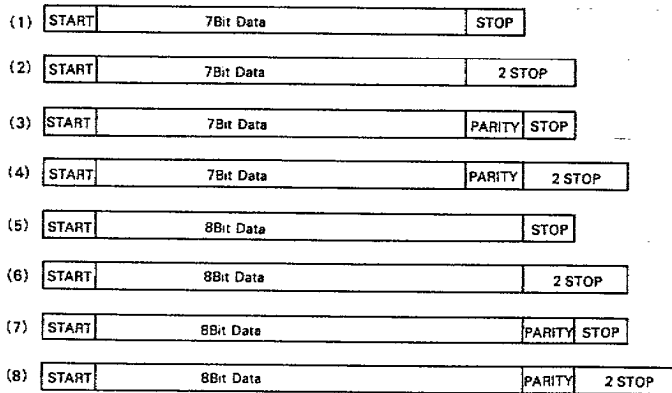 (1) START 7Bit Data STOP
(2) START 7Bit Data 2 STOP
(3) START 7Bit Data PARITY STOP
(4) START 7Bit Data PARITY 2 STOP
(5) START 8Bit Data STOP
(6) START 8Bit Data 2 STOP
(7) START 8Bit Data PARITY STOP
(8) START 8Bit Data PARITY 2 STOP